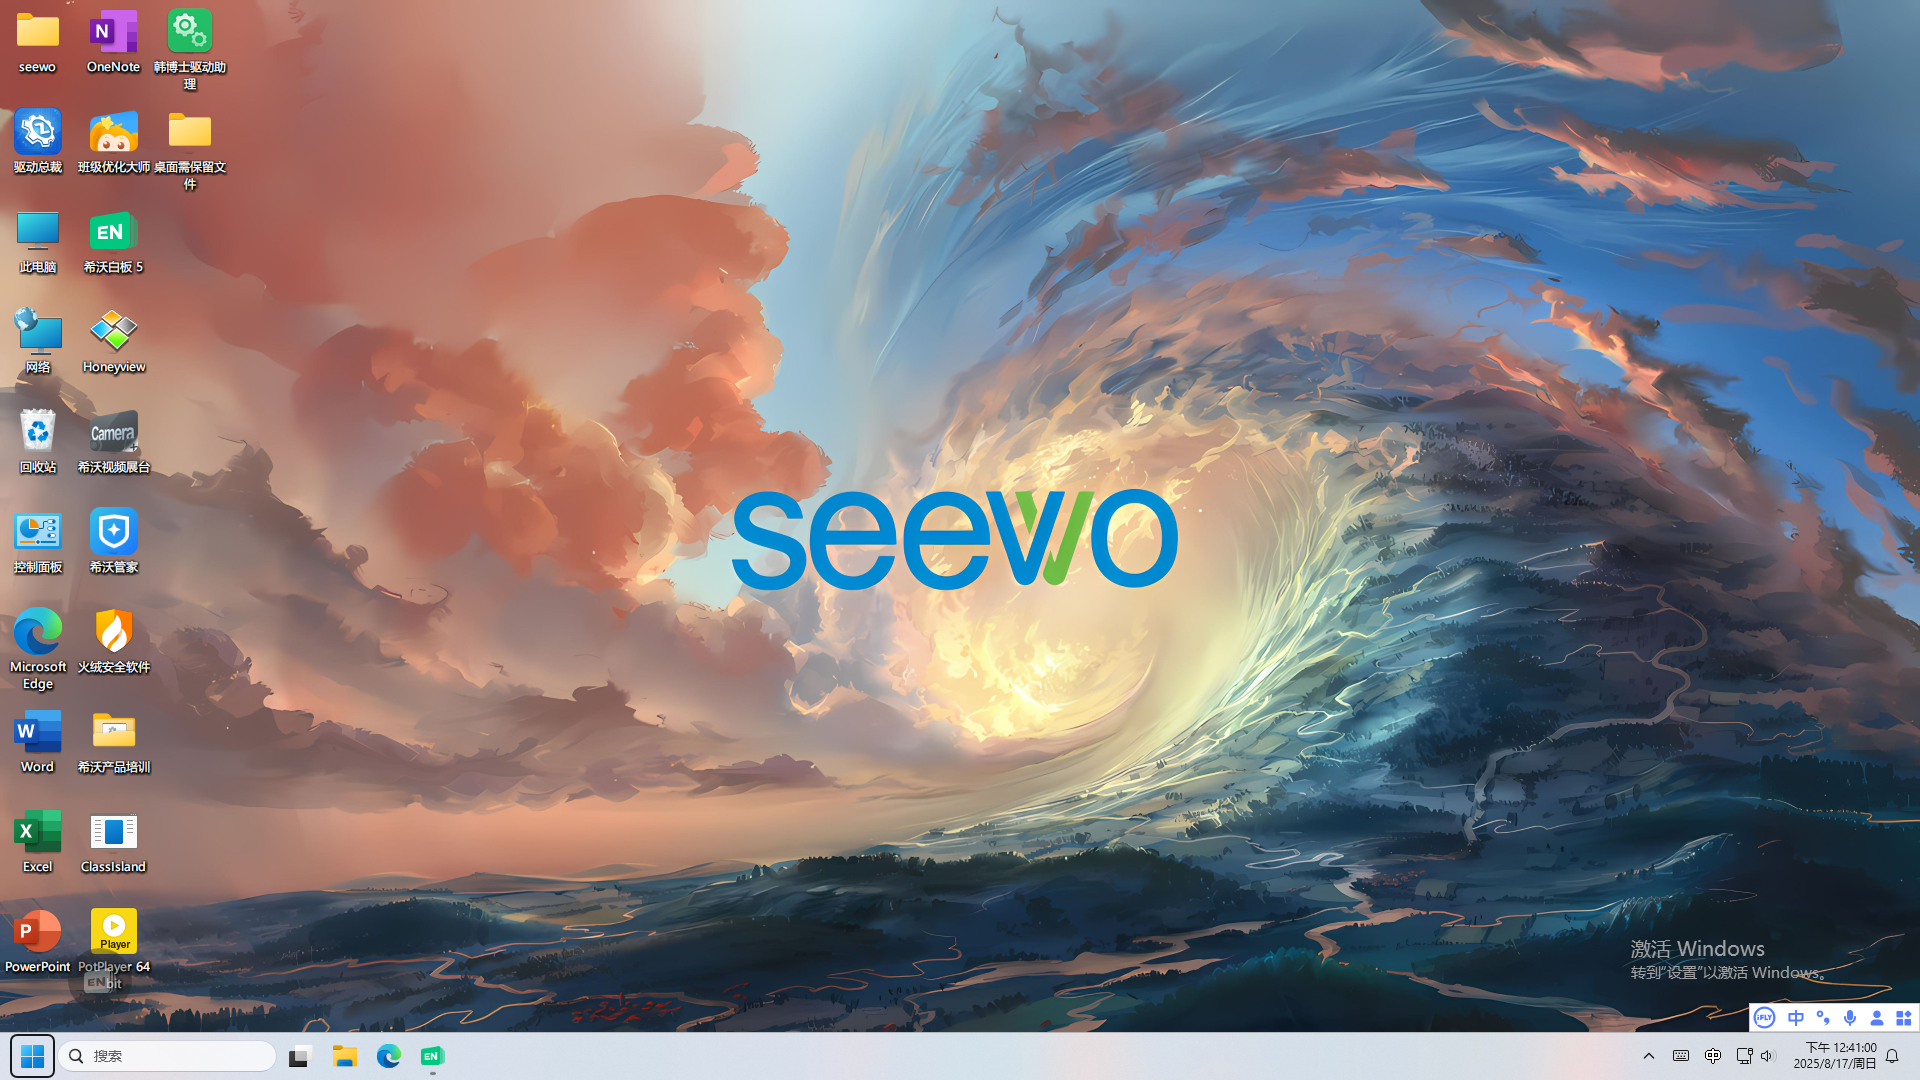 seewo
OneNote
韩博士驱动助
理
驱动总裁
班级优化大师
桌面需保留文
件
此电脑
EN
希沃白板 5
网络
Honeyview
回收站
Camera
希沃视频展台
控制面板
希沃管家
Microsoft
Edge
火绒安全软件
W
Word
希沃产品培训
X
Excel
ClassIsland
P
PowerPoint
Player
PotPlayer 64
bit
EN
N
seewo
激活 Windows
转到“设置”以激活 Windows。
iFLY
中
搜索
EN
中
下午 12:41:00
2025/8/17/周日